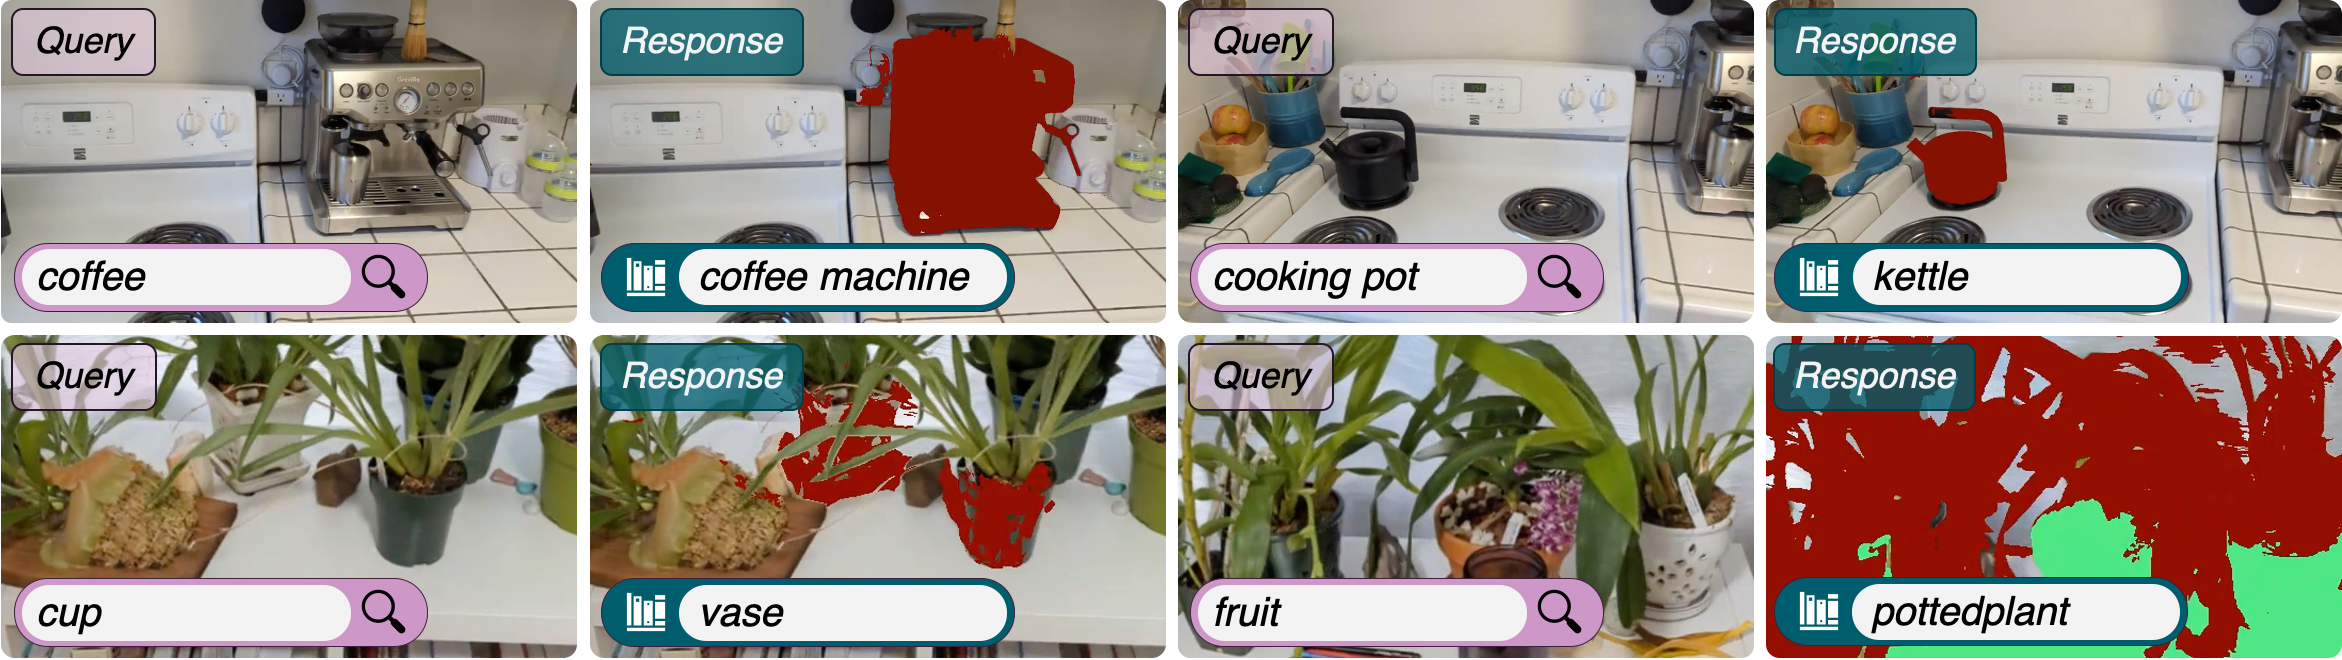 Query
coffee
Response
coffee machine
Query
cooking pot
Response
kettle
Query
cup
Response
vase
Query
fruit
Response
pottedplant